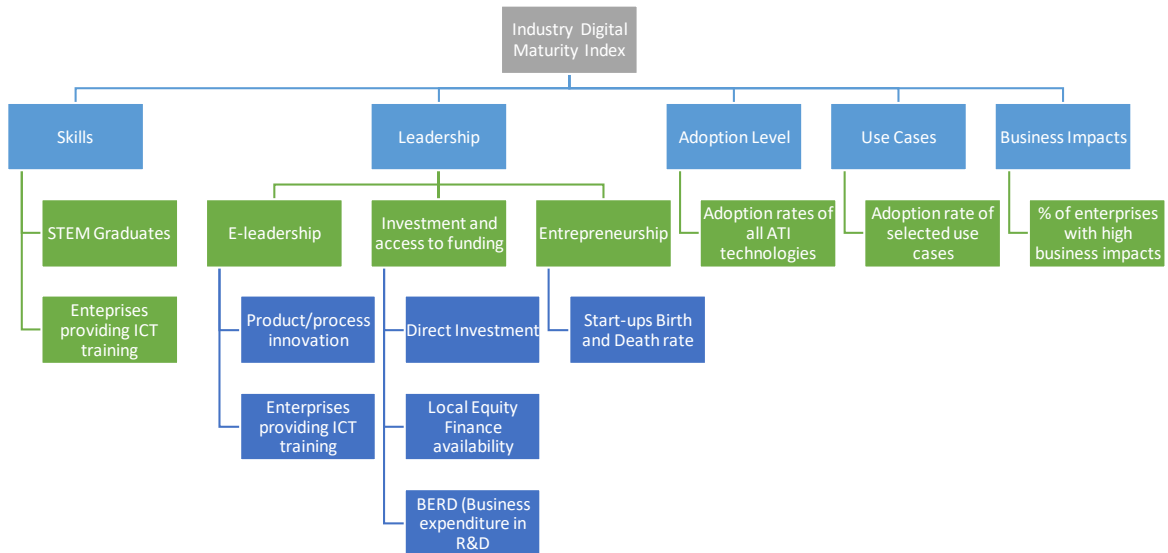 Industry Digital
Maturity Index
Skills
Leadership
Adoption Level
Use Cases
Business Impacts
STEM Graduates
E-leadership
Investment and
access to funding
Entrepreneurship
Adoption rates of
all ATI
technologies
Adoption rate of
selected use
cases
% of enterprises
with high
business impacts
Enteprises
providing ICT
training
Product/process
innovation
Direct Investment
Start-ups Birth
and Death rate
Enterprises
providing ICT
training
Local Equity
Finance
availability
BERD (Business
expenditure in
R&D